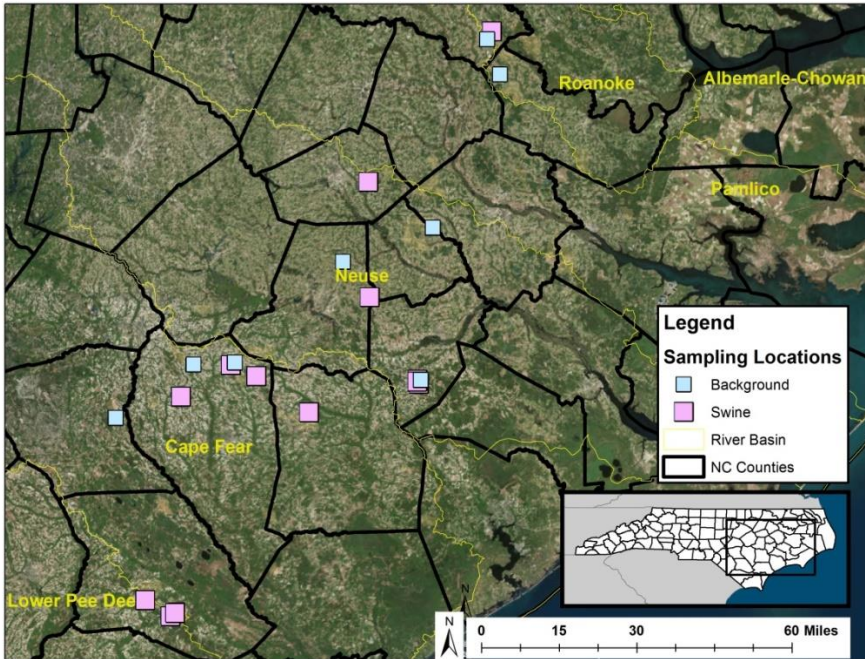 Roanoke
Albemarle-Chowan
Pamlico
Neuse
Cape Fear
Lower Pee Dee
Legend
Sampling Locations
Background
Swine
River Basin
NC Counties
N
0 15 30 60 Miles